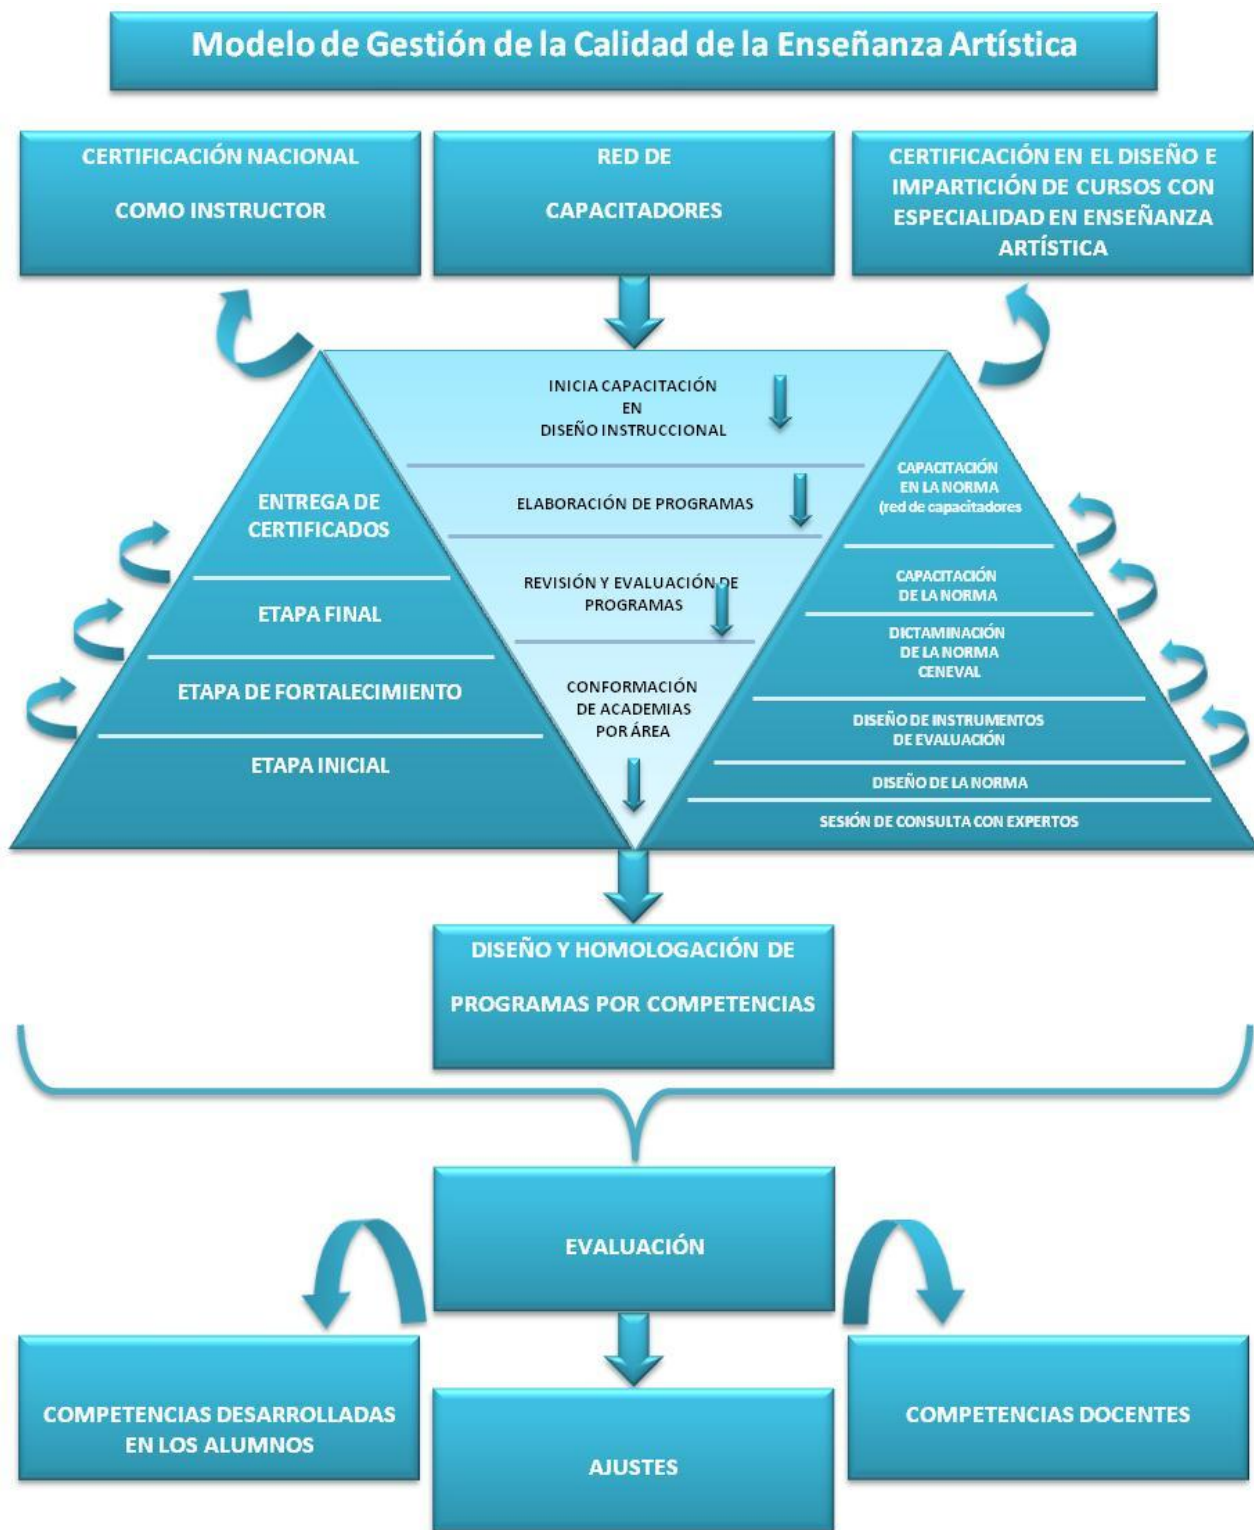 Modelo de Gestión de la Calidad de la Enseñanza Artística
CERTIFICACIÓN NACIONAL
COMO INSTRUCTOR
RED DE
CAPACITADORES
CERTIFICACIÓN EN EL DISEÑO E
IMPARTICIÓN DE CURSOS CON
ESPECIALIDAD EN ENSEÑANZA
ARTÍSTICA
ENTREGA DE
CERTIFICADOS
ETAPA FINAL
ETAPA DE FORTALECIMIENTO
ETAPA INICIAL
INICIA CAPACITACIÓN
EN
DISEÑO INSTRUCCIONAL
ELABORACIÓN DE PROGRAMAS
REVISIÓN Y EVALUACIÓN DE
PROGRAMAS
CONFORMACIÓN
DE ACADEMIAS
POR ÁREA
CAPACITACIÓN
EN LA NORMA
(red de capacitadores
CAPACITACIÓN
DE LA NORMA
DICTAMINACIÓN
DE LA NORMA
CENEVAL
DISEÑO DE INSTRUMENTOS
DE EVALUACIÓN
DISEÑO DE LA NORMA
SESIÓN DE CONSULTA CON EXPERTOS
DISEÑO Y HOMOLOGACIÓN DE
PROGRAMAS POR COMPETENCIAS
EVALUACIÓN
COMPETENCIAS DESARROLLADAS
EN LOS ALUMNOS
AJUSTES
COMPETENCIAS DOCENTES